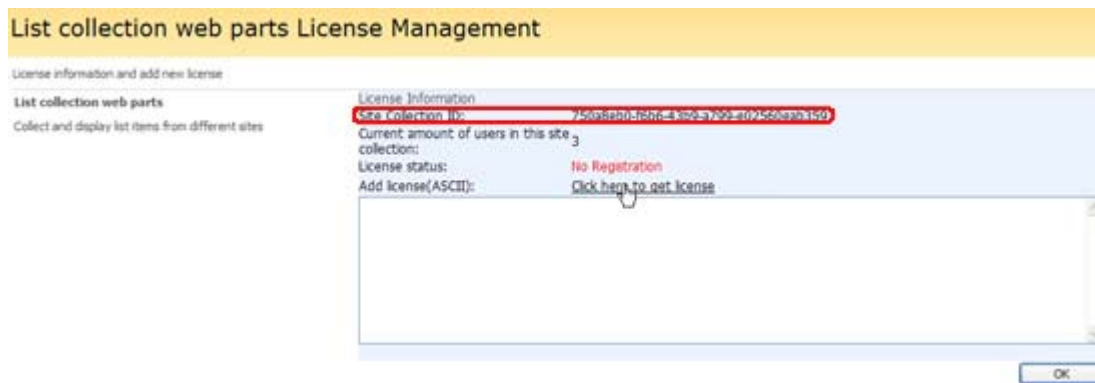 List collection web parts License Management
License information and add new license
List collection web parts
Collect and display list items from different sites
License Information
Site Collection ID: 750a8eb0-f6b6-43b9-a799-e02560eab359
Current amount of users in this site collection: 3
License status: No Registration
Add license(ASCII): Click here to get license
OK